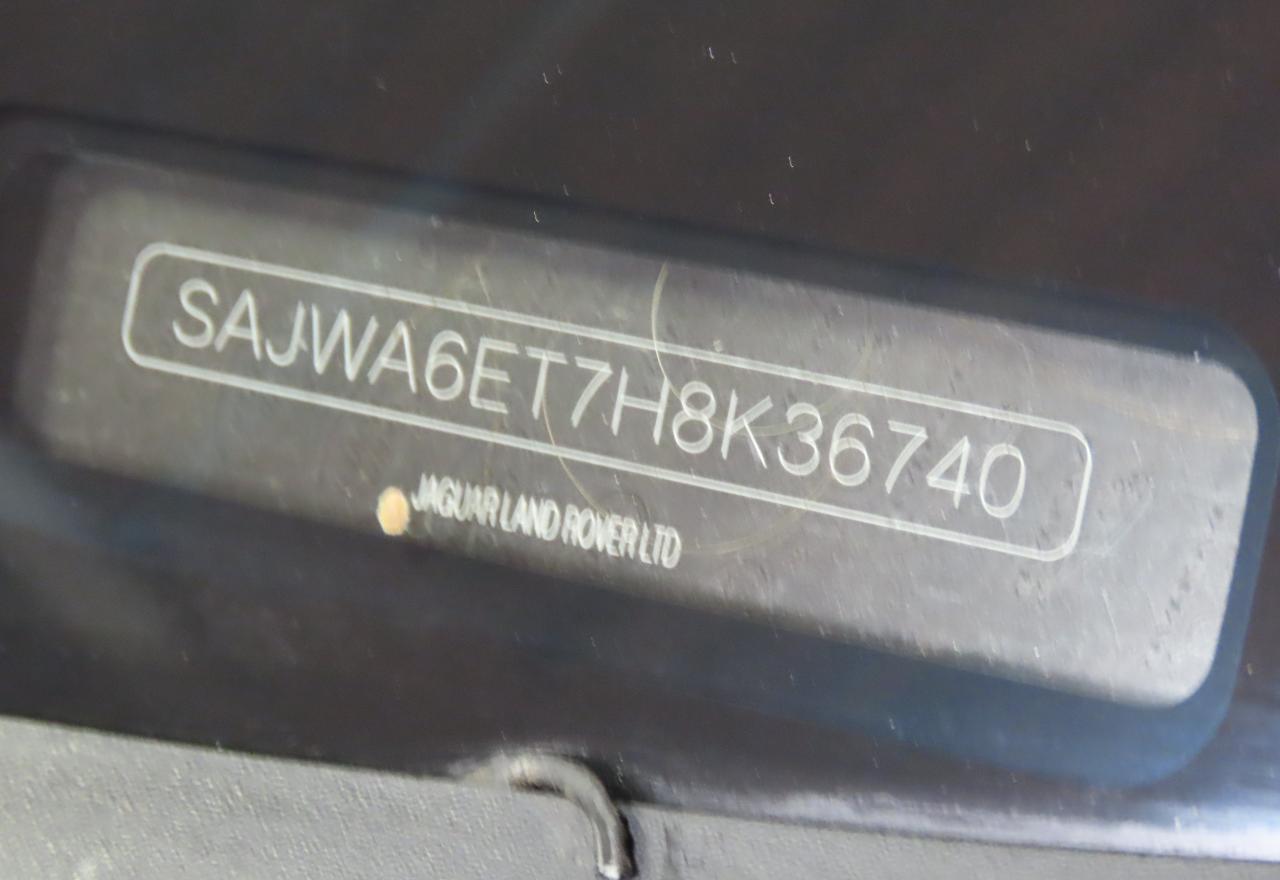 SAJWA6ET7H8K36740
JAGUAR LAND ROVER LTD